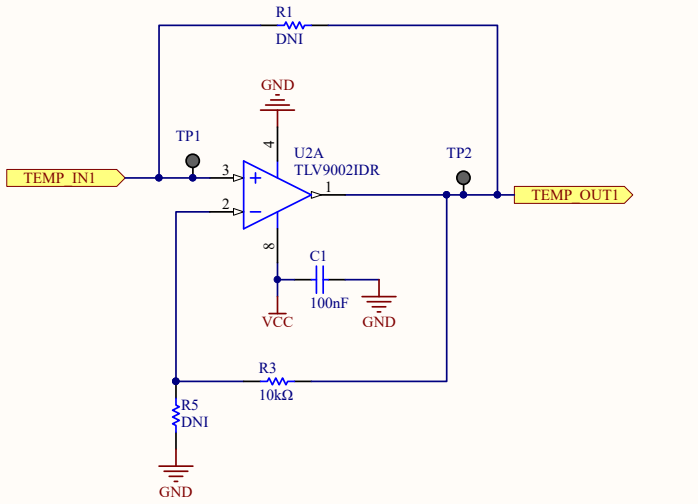 R1
DNI
GND
4
TP1
U2A
TLV9002IDR
TP2
TEMP_IN1
3
+
1
TEMP_OUT1
2
−
8
C1
100nF
VCC
GND
R3
10kΩ
R5
DNI
GND